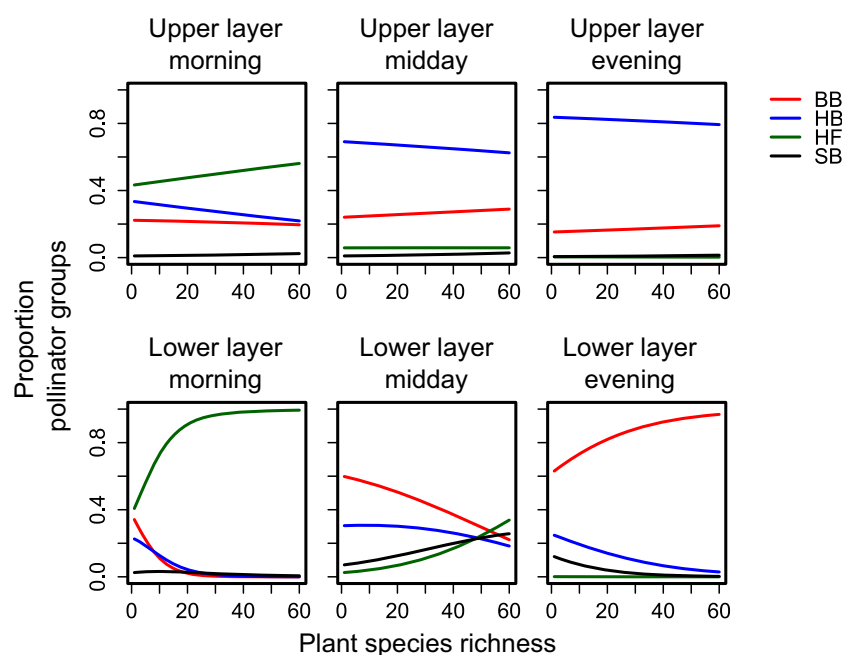 Upper layer
morning
Upper layer
midday
Upper layer
evening
BB
HB
HF
SB
0.8
0.4
0.0
0 20 40 60
0 20 40 60
0 20 40 60
Proportion
pollinator groups
Lower layer
morning
Lower layer
midday
Lower layer
evening
0.8
0.4
0.0
0 20 40 60
0 20 40 60
0 20 40 60
Plant species richness